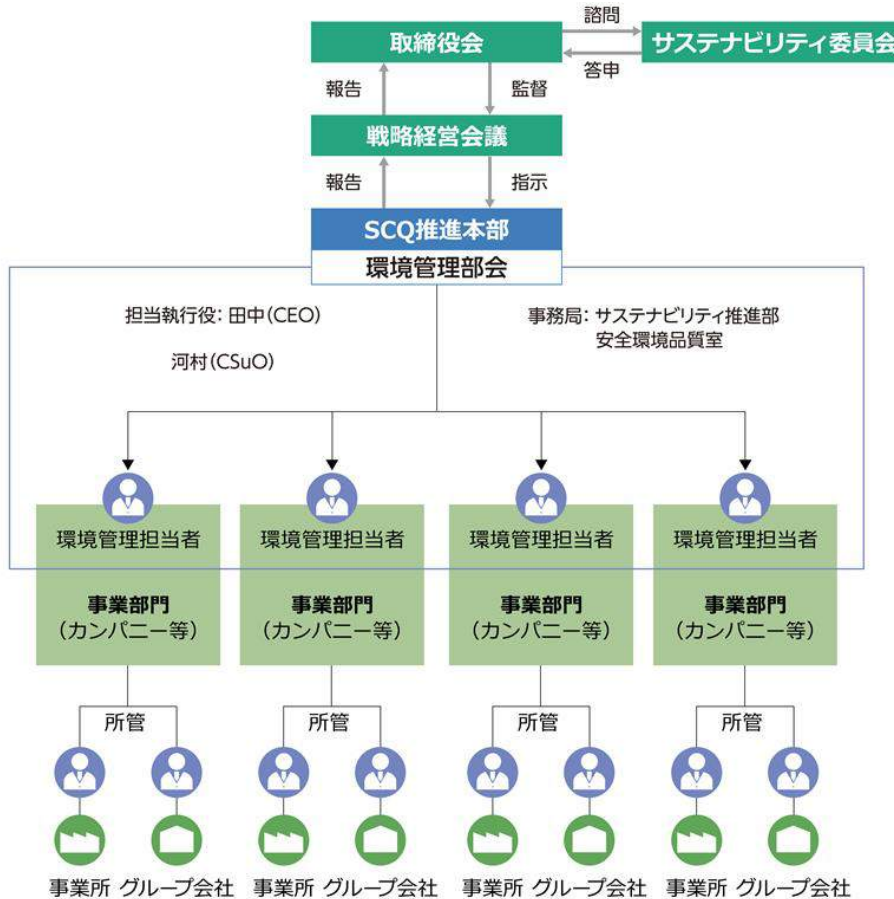 諮問
取締役会
サステナビリティ委員会
答申
報告
監督
戦略経営会議
報告
指示
SCQ推進本部
環境管理部会
担当執行役：田中（CEO）
河村（CSuO）
事務局：サステナビリティ推進部
安全環境品質室
環境管理担当者
環境管理担当者
環境管理担当者
環境管理担当者
事業部門
（カンパニー等）
事業部門
（カンパニー等）
事業部門
（カンパニー等）
事業部門
（カンパニー等）
所管
所管
所管
所管
事業所
グループ会社
事業所
グループ会社
事業所
グループ会社
事業所
グループ会社